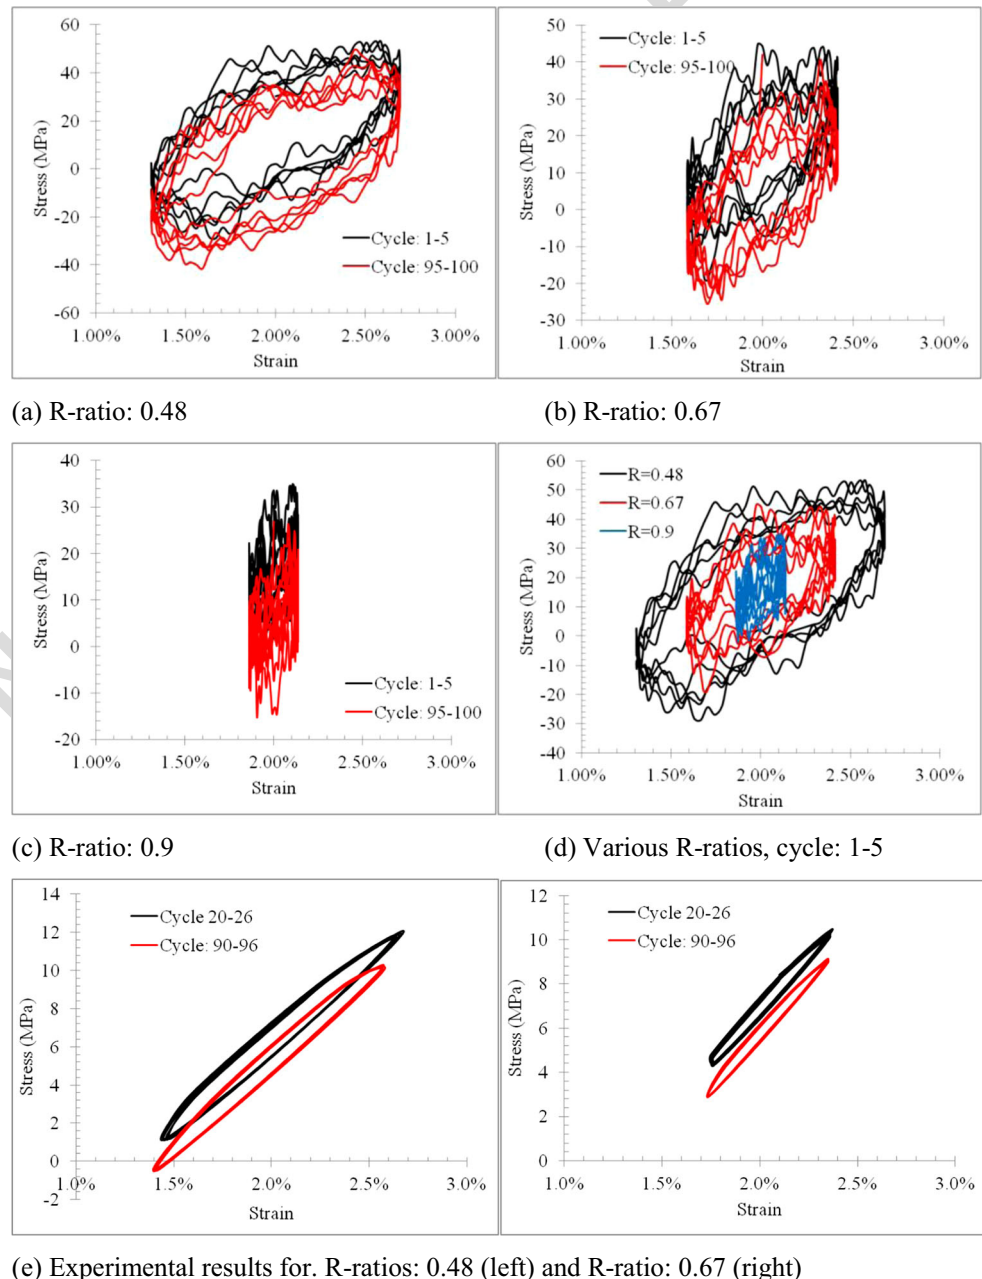 60
40
20
0
-20
-40
-60
Stress (MPa)
Cycle: 1-5
Cycle: 95-100
1.00% 1.50% 2.00% 2.50% 3.00%
Strain
50
40
30
20
10
0
-10
-20
-30
Stress (MPa)
Cycle: 1-5
Cycle: 95-100
1.00% 1.50% 2.00% 2.50% 3.00%
Strain
(a) R-ratio: 0.48
(b) R-ratio: 0.67
40
30
20
10
0
-10
-20
Stress (MPa)
Cycle: 1-5
Cycle: 95-100
1.00% 1.50% 2.00% 2.50% 3.00%
Strain
60
50
40
30
20
10
0
-10
-20
-30
-40
Stress (MPa)
R=0.48
R=0.67
R=0.9
1.00% 1.50% 2.00% 2.50% 3.00%
Strain
(c) R-ratio: 0.9
(d) Various R-ratios, cycle: 1-5
14
12
10
8
6
4
2
0
-2
Stress (MPa)
Cycle 20-26
Cycle: 90-96
1.0% 1.5% 2.0% 2.5% 3.0%
Strain
12
10
8
6
4
2
0
Stress (MPa)
Cycle 20-26
Cycle: 90-96
1.0% 1.5% 2.0% 2.5% 3.0%
Strain
(e) Experimental results for. R-ratios: 0.48 (left) and R-ratio: 0.67 (right)